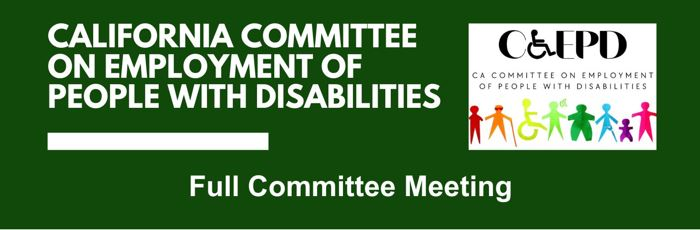 CALIFORNIA COMMITTEE
ON EMPLOYMENT OF
PEOPLE WITH DISABILITIES
CCEPD
CA COMMITTEE ON EMPLOYMENT
OF PEOPLE WITH DISABILITIES
Full Committee Meeting